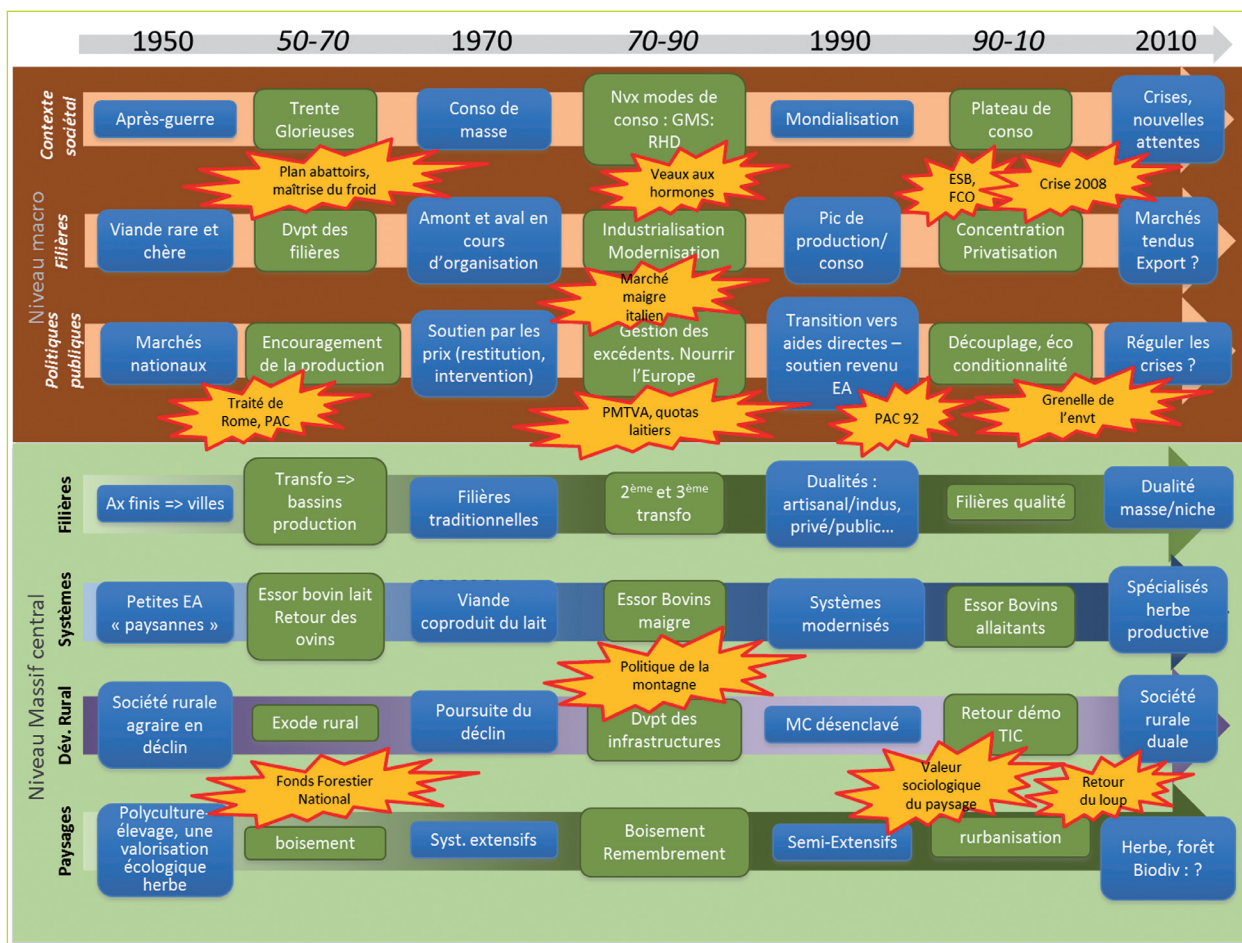 1950
50-70
1970
70-90
1990
90-10
2010
Niveau macro
Contexte
sociétal
Après-guerre
Trente
Glorieuses
Conso de
masse
Nvx modes de
conso : GMS:
RHD
Mondialisation
Plateau de
conso
Crises,
nouvelles
attentes
Plan abattoirs,
maîtrise du froid
Veaux aux
hormones
ESB,
FCO
Crise 2008
Filières
Viande rare et
chère
Dvpt des
filières
Amont et aval en
cours
d’organisation
Industrialisation
Modernisation
Pic de
production/
conso
Concentration
Privatisation
Marchés
tendus
Export ?
Marché
maigre
italien
Politiques
publiques
Marchés
nationaux
Encouragement
de la production
Soutien par les
prix (restitution,
intervention)
Gestion des
excédents. Nourrir
l’Europe
Transition vers
aides directes –
soutien revenu
EA
Découplage, éco
conditionnalité
Réguler les
crises ?
Traité de
Rome, PAC
PMTVA, quotas
laitiers
PAC 92
Grenelle de
l’envt
Niveau Massif central
Filières
Ax finis => villes
Transfo =>
bassins
production
Filières
traditionnelles
2ème et 3ème
transfo
Dualités :
artisanal/indus,
privé/public…
Filières qualité
Dualité
masse/niche
Systèmes
Petites EA
« paysannes »
Essor bovin lait
Retour des
ovins
Viande
coproduit du lait
Essor Bovins
maigre
Systèmes
modernisés
Essor Bovins
allaitants
Spécialisés
herbe
productive
Politique de la
montagne
Dév. Rural
Société rurale
agraire en
déclin
Exode rural
Poursuite du
déclin
Dvpt des
infrastructures
MC désenclavé
Retour démo
TIC
Société
rurale
duale
Fonds Forestier
National
Valeur
sociologique
du paysage
Retour
du loup
Paysages
Polyculture-
élevage, une
valorisation
écologique
herbe
boisement
Syst. extensifs
Boisement
Remembrement
Semi-Extensifs
rurbanisation
Herbe, forêt
Biodiv : ?